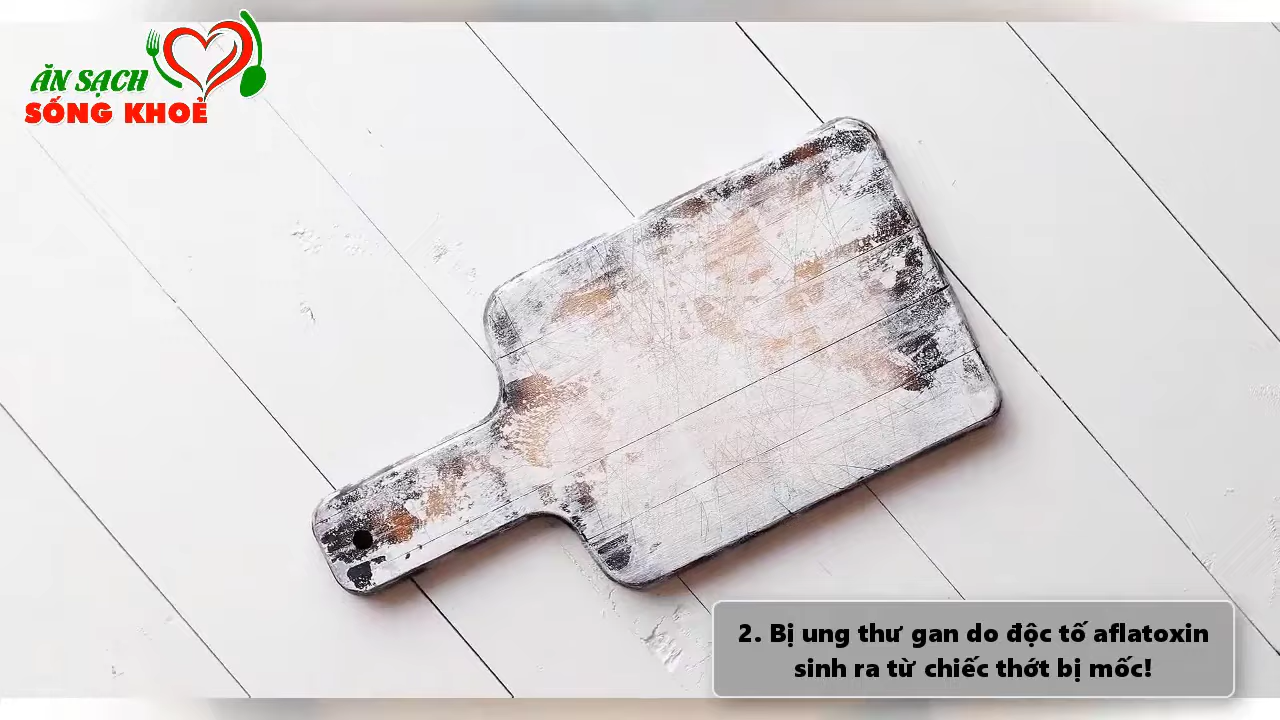 ĂN SẠCH
SỐNG KHOẺ
2. Bị ung thư gan do độc tố aflatoxin
sinh ra từ chiếc thớt bị mốc!